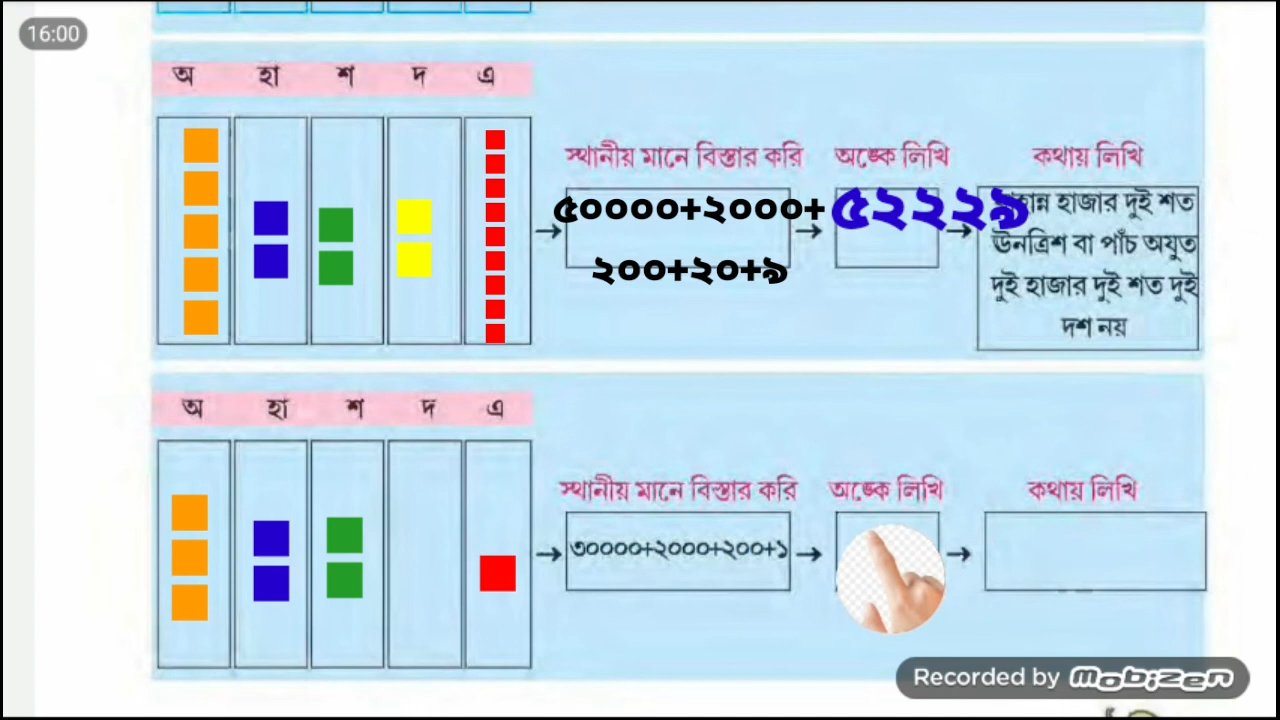 16:00
অ হা শ দ এ
স্থানীয় মানে বিস্তার করি অঙ্কে লিখি কথায় লিখি
৫০০০০+২০০০+
২০০+২০+৯
৫২২২৯
হাজার দুই শত
ঊনত্রিশ বা পাঁচ অযুত
দুই হাজার দুই শত দুই
দশ নয়
অ হা শ দ এ
স্থানীয় মানে বিস্তার করি অঙ্কে লিখি কথায় লিখি
৩০০০০+২০০০+২০০+১
Recorded by MOBIZEN